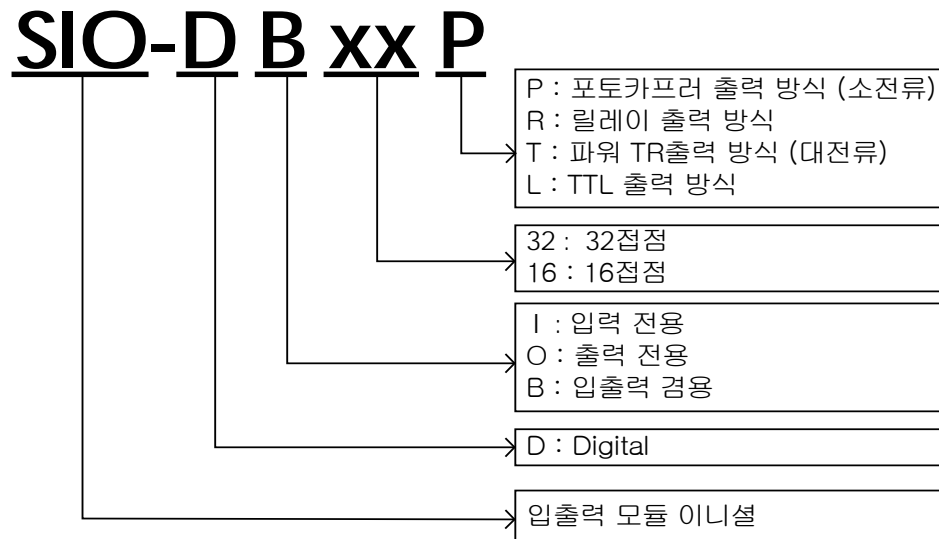 SIO-D B xx P
P : 포토카프러 출력 방식 (소전류)
R : 릴레이 출력 방식
T : 파워 TR출력 방식 (대전류)
L : TTL 출력 방식
32 : 32접점
16 : 16접점
I : 입력 전용
O : 출력 전용
B : 입출력 겸용
D : Digital
입출력 모듈 이니셜